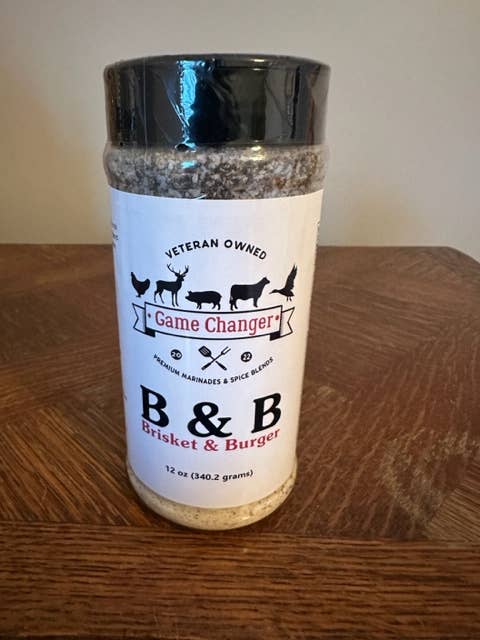 VETERAN OWNED
Game Changer
20 22
PREMIUM MARINADES & SPICE BLENDS
B & B
Brisket & Burger
12 oz (340.2 grams)